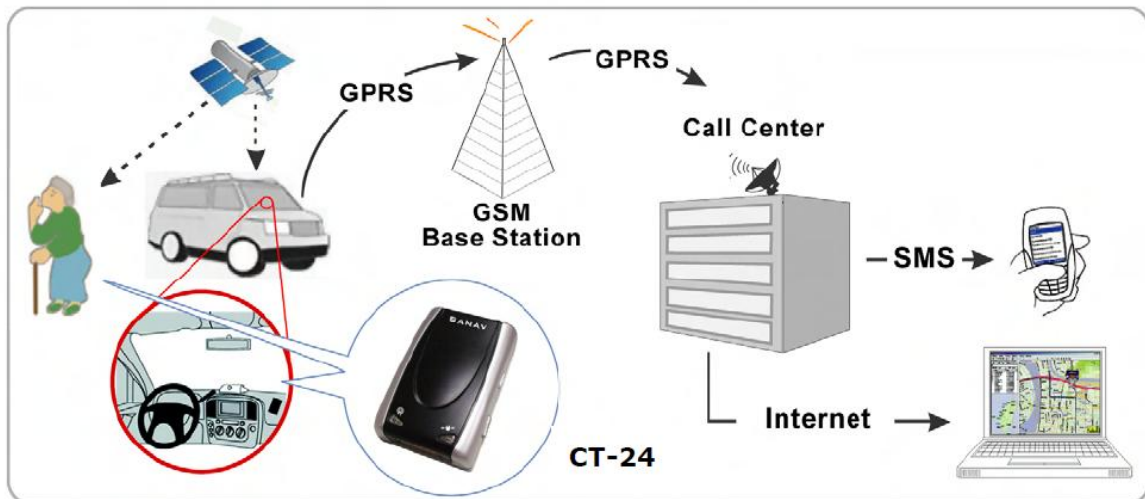 GPRS
GPRS
Call Center
GSM
Base Station
SMS
SANAV
Internet
CT-24